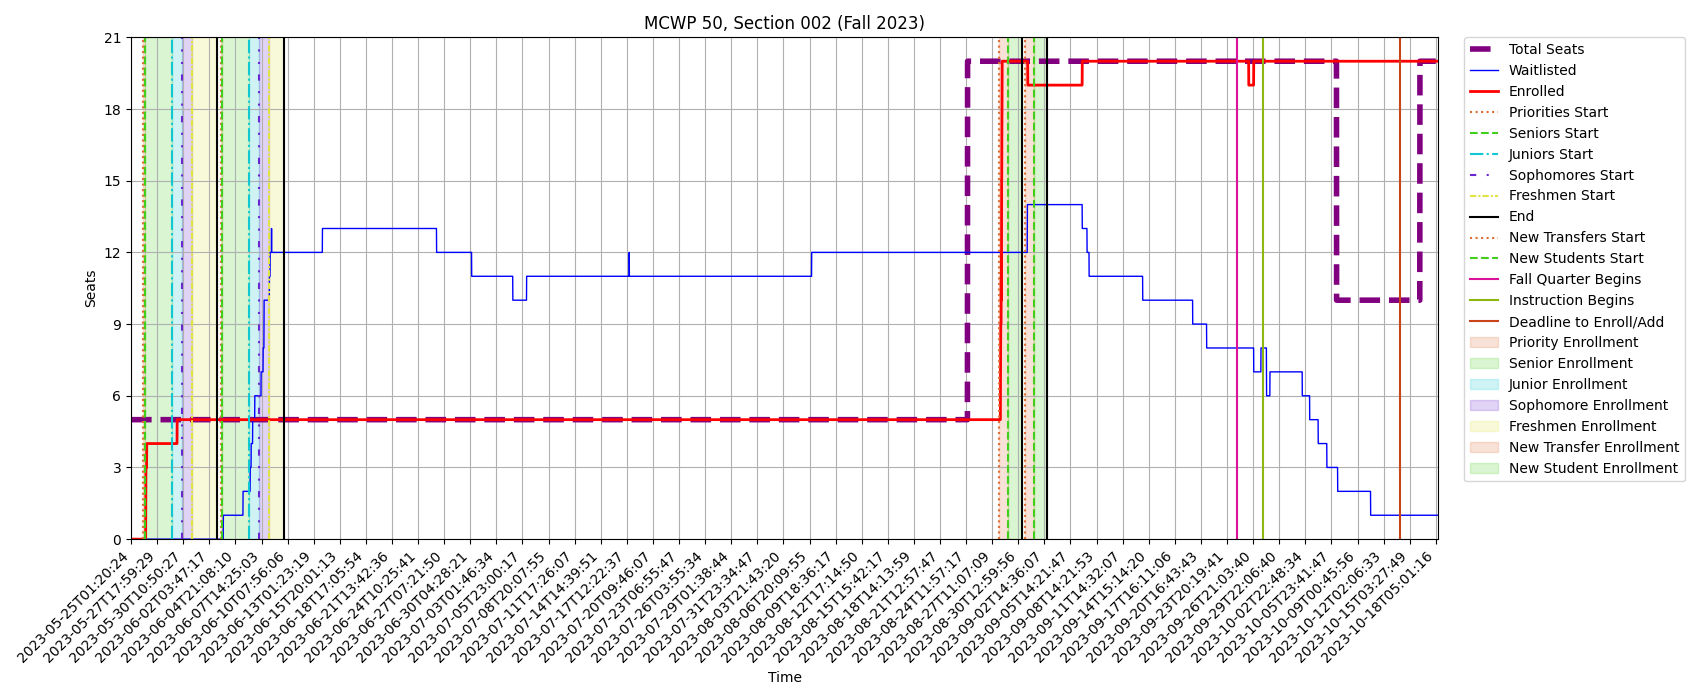 MCWP 50, Section 002 (Fall 2023)
Seats
21
18
15
12
9
6
3
0
2023-05-25T01:20:24
2023-05-27T17:59:29
2023-05-30T10:50:27
2023-06-02T03:47:17
2023-06-04T21:08:10
2023-06-07T14:25:03
2023-06-10T07:56:06
2023-06-13T01:23:19
2023-06-15T20:01:13
2023-06-18T17:05:54
2023-06-21T13:42:36
2023-06-24T10:25:41
2023-06-27T07:21:50
2023-06-30T04:28:21
2023-07-03T01:46:34
2023-07-05T23:00:17
2023-07-08T20:07:55
2023-07-11T17:26:07
2023-07-14T14:39:51
2023-07-17T12:22:37
2023-07-20T09:46:07
2023-07-23T06:55:47
2023-07-26T03:55:34
2023-07-29T01:38:44
2023-07-31T23:34:47
2023-08-03T21:43:20
2023-08-06T20:09:55
2023-08-09T18:36:17
2023-08-12T17:14:50
2023-08-15T15:42:17
2023-08-18T14:13:59
2023-08-21T12:57:47
2023-08-24T11:57:17
2023-08-27T11:07:09
2023-08-30T12:59:56
2023-09-02T14:36:07
2023-09-05T14:21:47
2023-09-08T14:21:53
2023-09-11T14:32:07
2023-09-14T15:14:20
2023-09-17T16:11:06
2023-09-20T16:43:43
2023-09-23T20:19:41
2023-09-26T21:03:40
2023-09-29T22:06:40
2023-10-02T22:48:34
2023-10-05T23:41:47
2023-10-09T00:45:56
2023-10-12T02:06:33
2023-10-15T03:27:49
2023-10-18T05:01:16
Time
Total Seats
Waitlisted
Enrolled
Priorities Start
Seniors Start
Juniors Start
Sophomores Start
Freshmen Start
End
New Transfers Start
New Students Start
Fall Quarter Begins
Instruction Begins
Deadline to Enroll/Add
Priority Enrollment
Senior Enrollment
Junior Enrollment
Sophomore Enrollment
Freshmen Enrollment
New Transfer Enrollment
New Student Enrollment